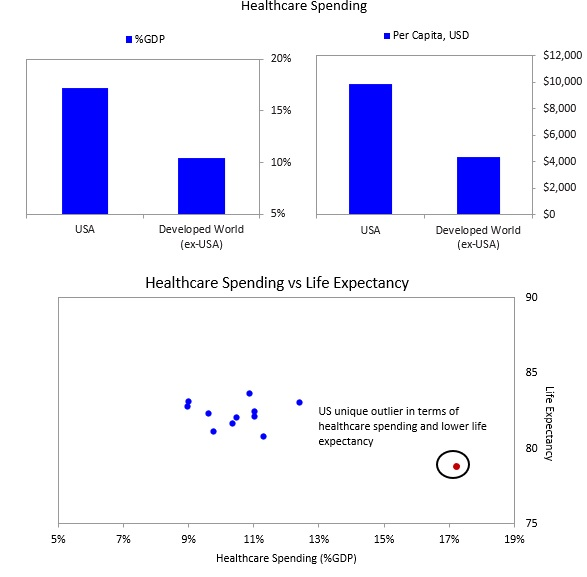 Healthcare Spending
%GDP
20%
15%
10%
5%
USA
Developed World
(ex-USA)
Per Capita, USD
$12,000
$10,000
$8,000
$6,000
$4,000
$2,000
$0
USA
Developed World
(ex-USA)
Healthcare Spending vs Life Expectancy
90
85
80
75
Life Expectancy
US unique outlier in terms of
healthcare spending and lower life
expectancy
5%
7%
9%
11%
13%
15%
17%
19%
Healthcare Spending (%GDP)